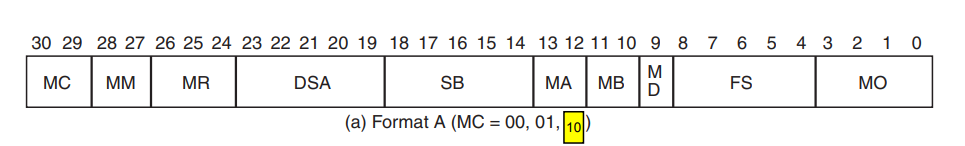 30 29 28 27 26 25 24 23 22 21 20 19 18 17 16 15 14 13 12 11 10 9 8 7 6 5 4 3 2 1 0
MC MM MR DSA SB MA MB MD FS MO
(a) Format A (MC = 00, 01, 10)